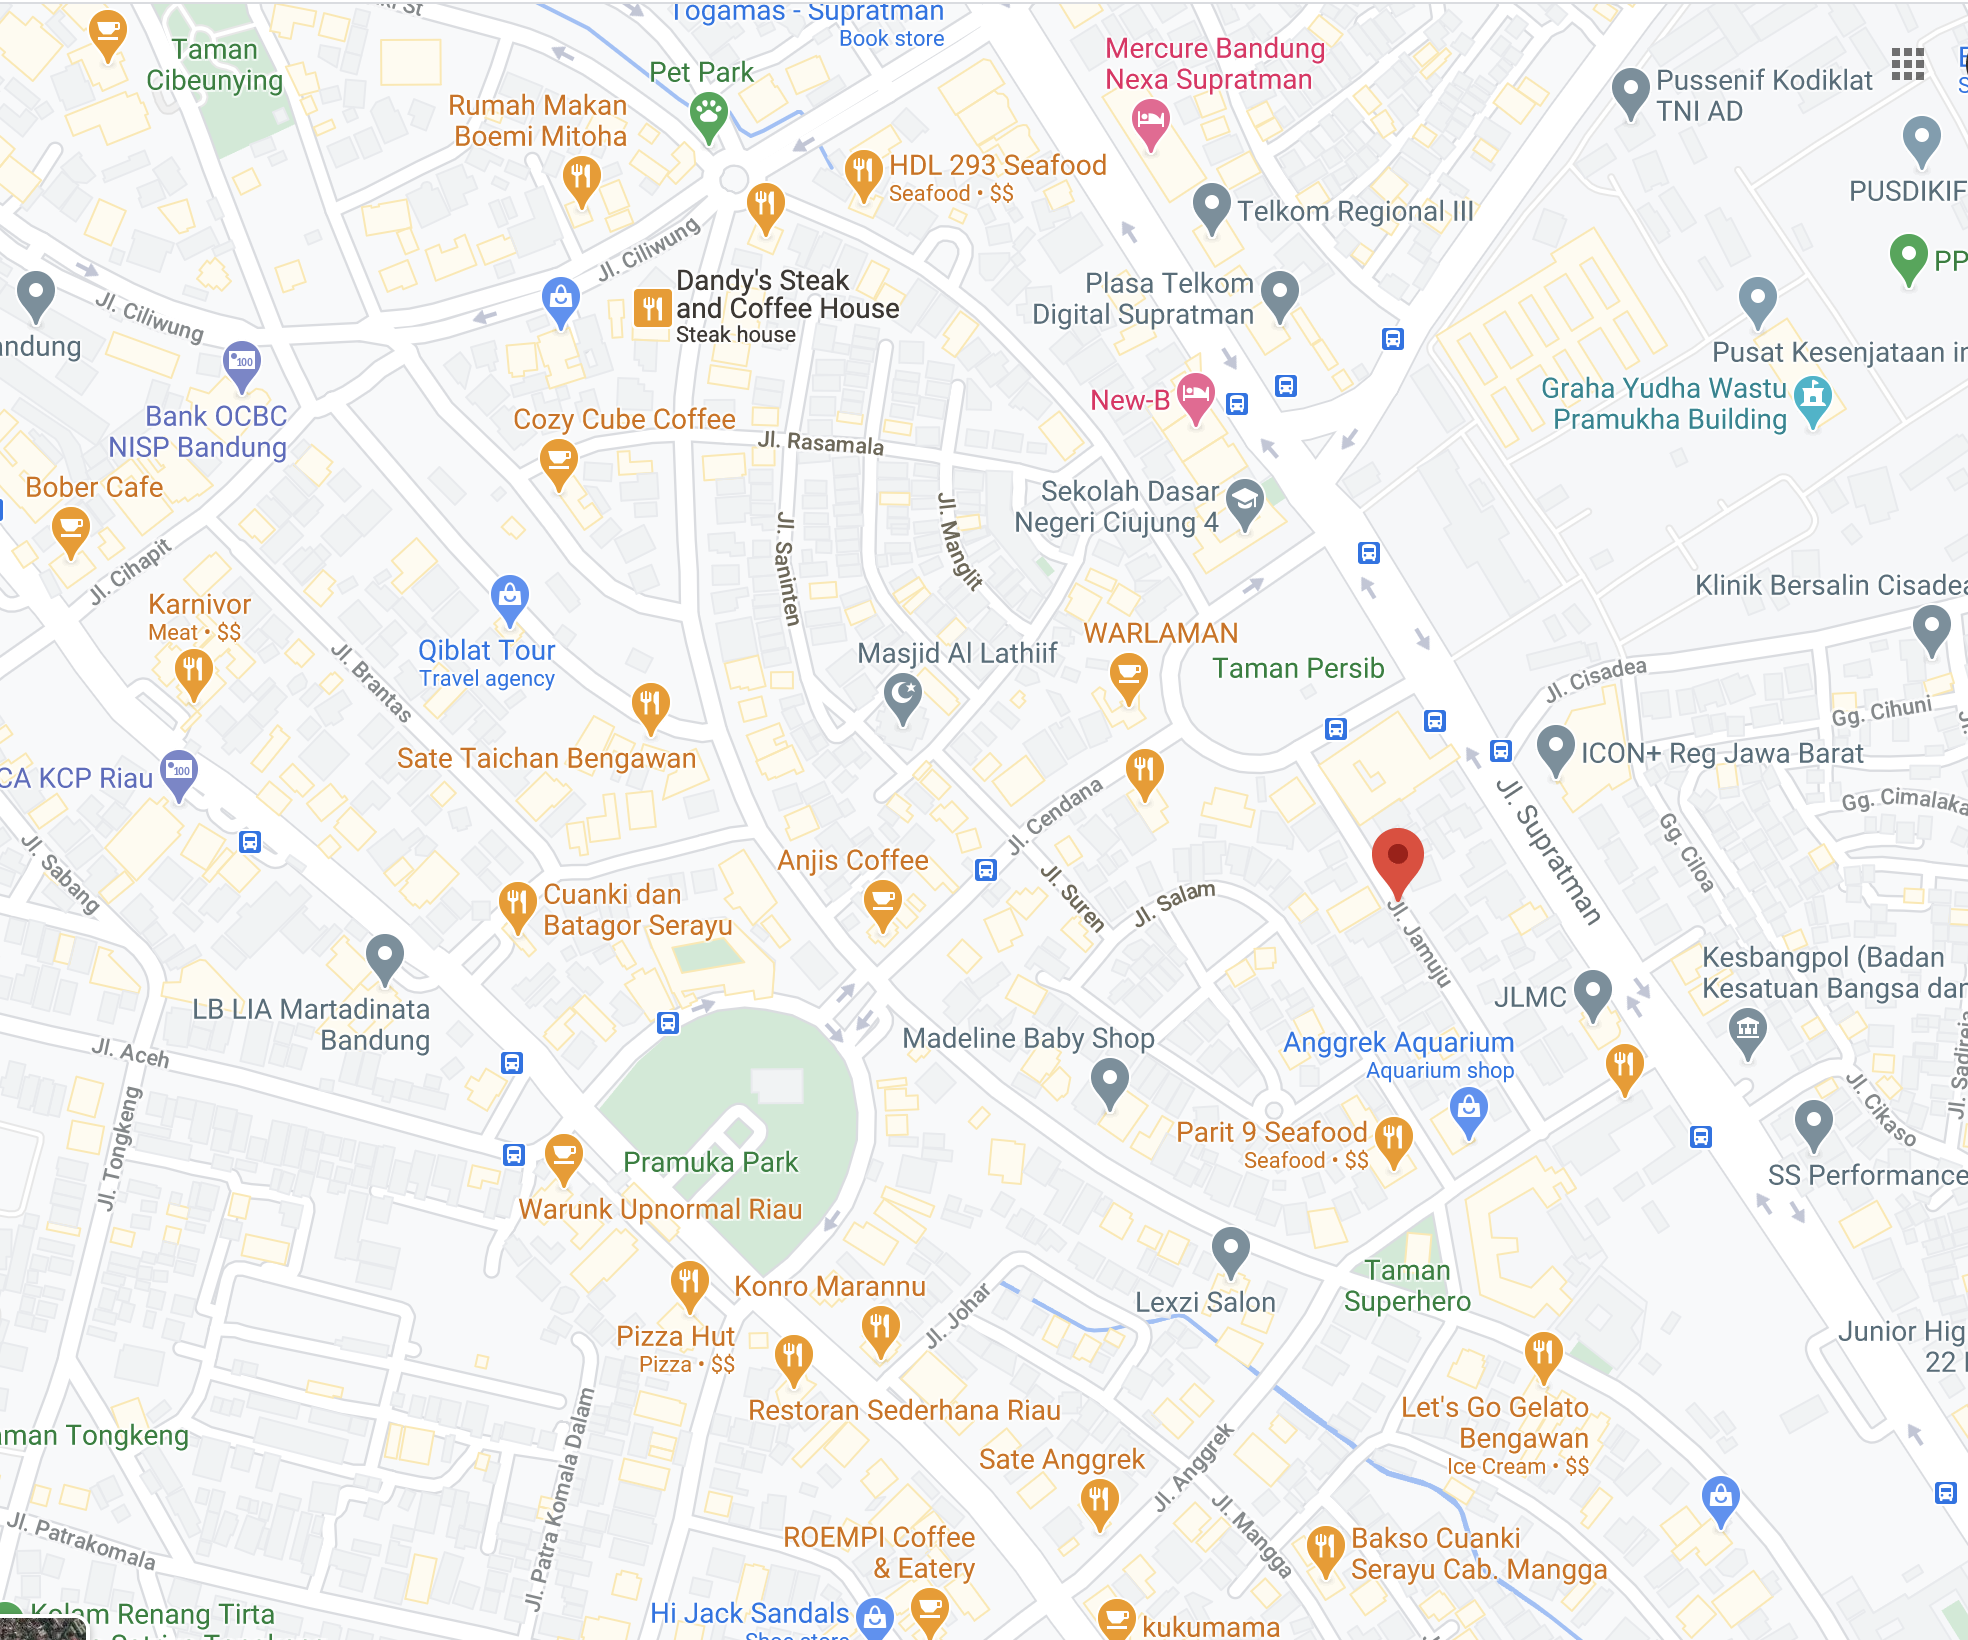 Togamas - Supratman
Book store
Taman
Cibeunying
Pet Park
Mercure Bandung
Nexa Supratman
Pussenif Kodiklat
TNI AD
Rumah Makan
Boemi Mitoha
HDL 293 Seafood
Seafood • $$
PUSDIKIF
Telkom Regional III
Jl. Ciliwung
PP
Dandy's Steak
and Coffee House
Steak house
Plasa Telkom
Digital Supratman
Jl. Ciliwung
andung
Pusat Kesenjataan in
Graha Yudha Wastu
Pramukha Building
New-B
100
Bank OCBC
NISP Bandung
Cozy Cube Coffee
Jl. Rasamala
Bober Cafe
Sekolah Dasar
Negeri Ciujung 4
Jl. Saninten
Jl. Manglit
Jl. Cihapit
Klinik Bersalin Cisadea
Karnivor
Meat • $$
Qiblat Tour
Travel agency
Jl. Brantas
Masjid Al Lathiif
WARLAMAN
Taman Persib
Jl. Cisadea
Gg. Cihuni
Sate Taichan Bengawan
ICON+ Reg Jawa Barat
CA KCP Riau
100
Jl. Cendana
Jl. Supratman
Gg. Cimalaka
Gg. Ciloa
Jl. Sabang
Anjis Coffee
Cuanki dan
Batagor Serayu
Jl. Suren
Jl. Salam
Jl. Jamuju
Kesbangpol (Badan
Kesatuan Bangsa dan
JLMC
LB LIA Martadinata
Bandung
Madeline Baby Shop
Anggrek Aquarium
Aquarium shop
Jl. Aceh
Jl. Sadireja
Jl. Cikaso
Jl. Tongkeng
Parit 9 Seafood
Seafood • $$
Pramuka Park
SS Performance
Warunk Upnormal Riau
Konro Marannu
Jl. Johar
Lexzi Salon
Taman
Superhero
Pizza Hut
Pizza • $$
Junior Hig
22
Restoran Sederhana Riau
Let's Go Gelato
Bengawan
Ice Cream • $$
aman Tongkeng
Jl. Patra Komala Dalam
Sate Anggrek
Jl. Anggrek
Jl. Mangga
Jl. Patrakomala
ROEMPI Coffee
& Eatery
Bakso Cuanki
Serayu Cab. Mangga
Kolam Renang Tirta
Hi Jack Sandals
Shoe store
kukumama